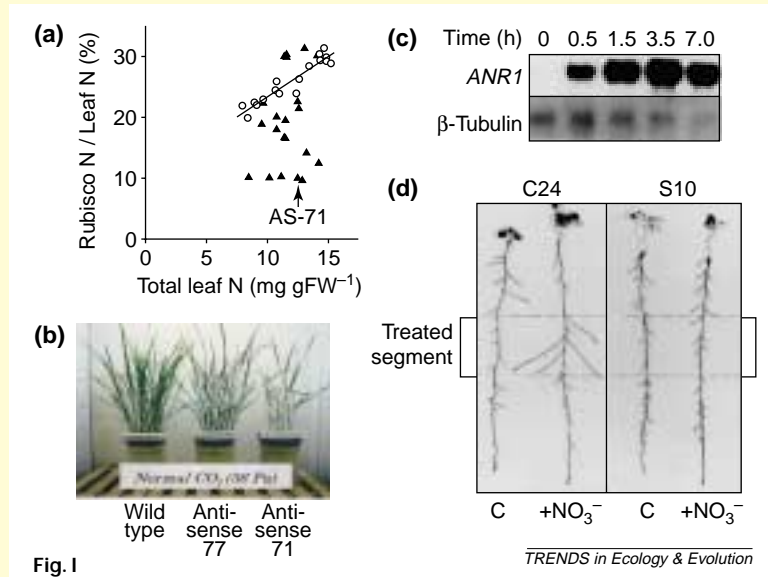 (a)
Rubisco N / Leaf N (%)
30
20
10
0
0 5 10 15
AS-71
Total leaf N (mg gFW⁻¹)
(b)
Normal CO₂ (36 Pa)
Wild type
Anti-sense 77
Anti-sense 71
(c) Time (h) 0 0.5 1.5 3.5 7.0
ANR1
β-Tubulin
(d) C24 S10
Treated
segment
C +NO₃⁻ C +NO₃⁻
Fig. I
TRENDS in Ecology & Evolution